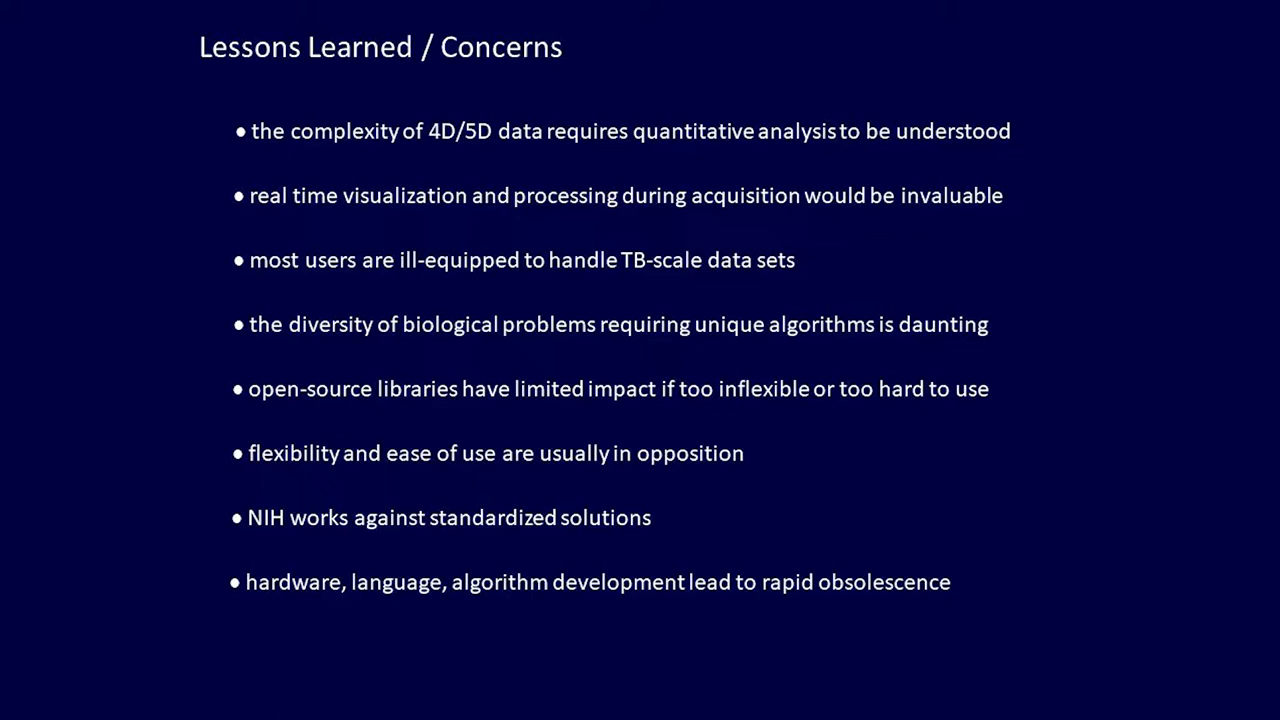 Lessons Learned / Concerns
• the complexity of 4D/5D data requires quantitative analysis to be understood
• real time visualization and processing during acquisition would be invaluable
• most users are ill-equipped to handle TB-scale data sets
• the diversity of biological problems requiring unique algorithms is daunting
• open-source libraries have limited impact if too inflexible or too hard to use
• flexibility and ease of use are usually in opposition
• NIH works against standardized solutions
• hardware, language, algorithm development lead to rapid obsolescence